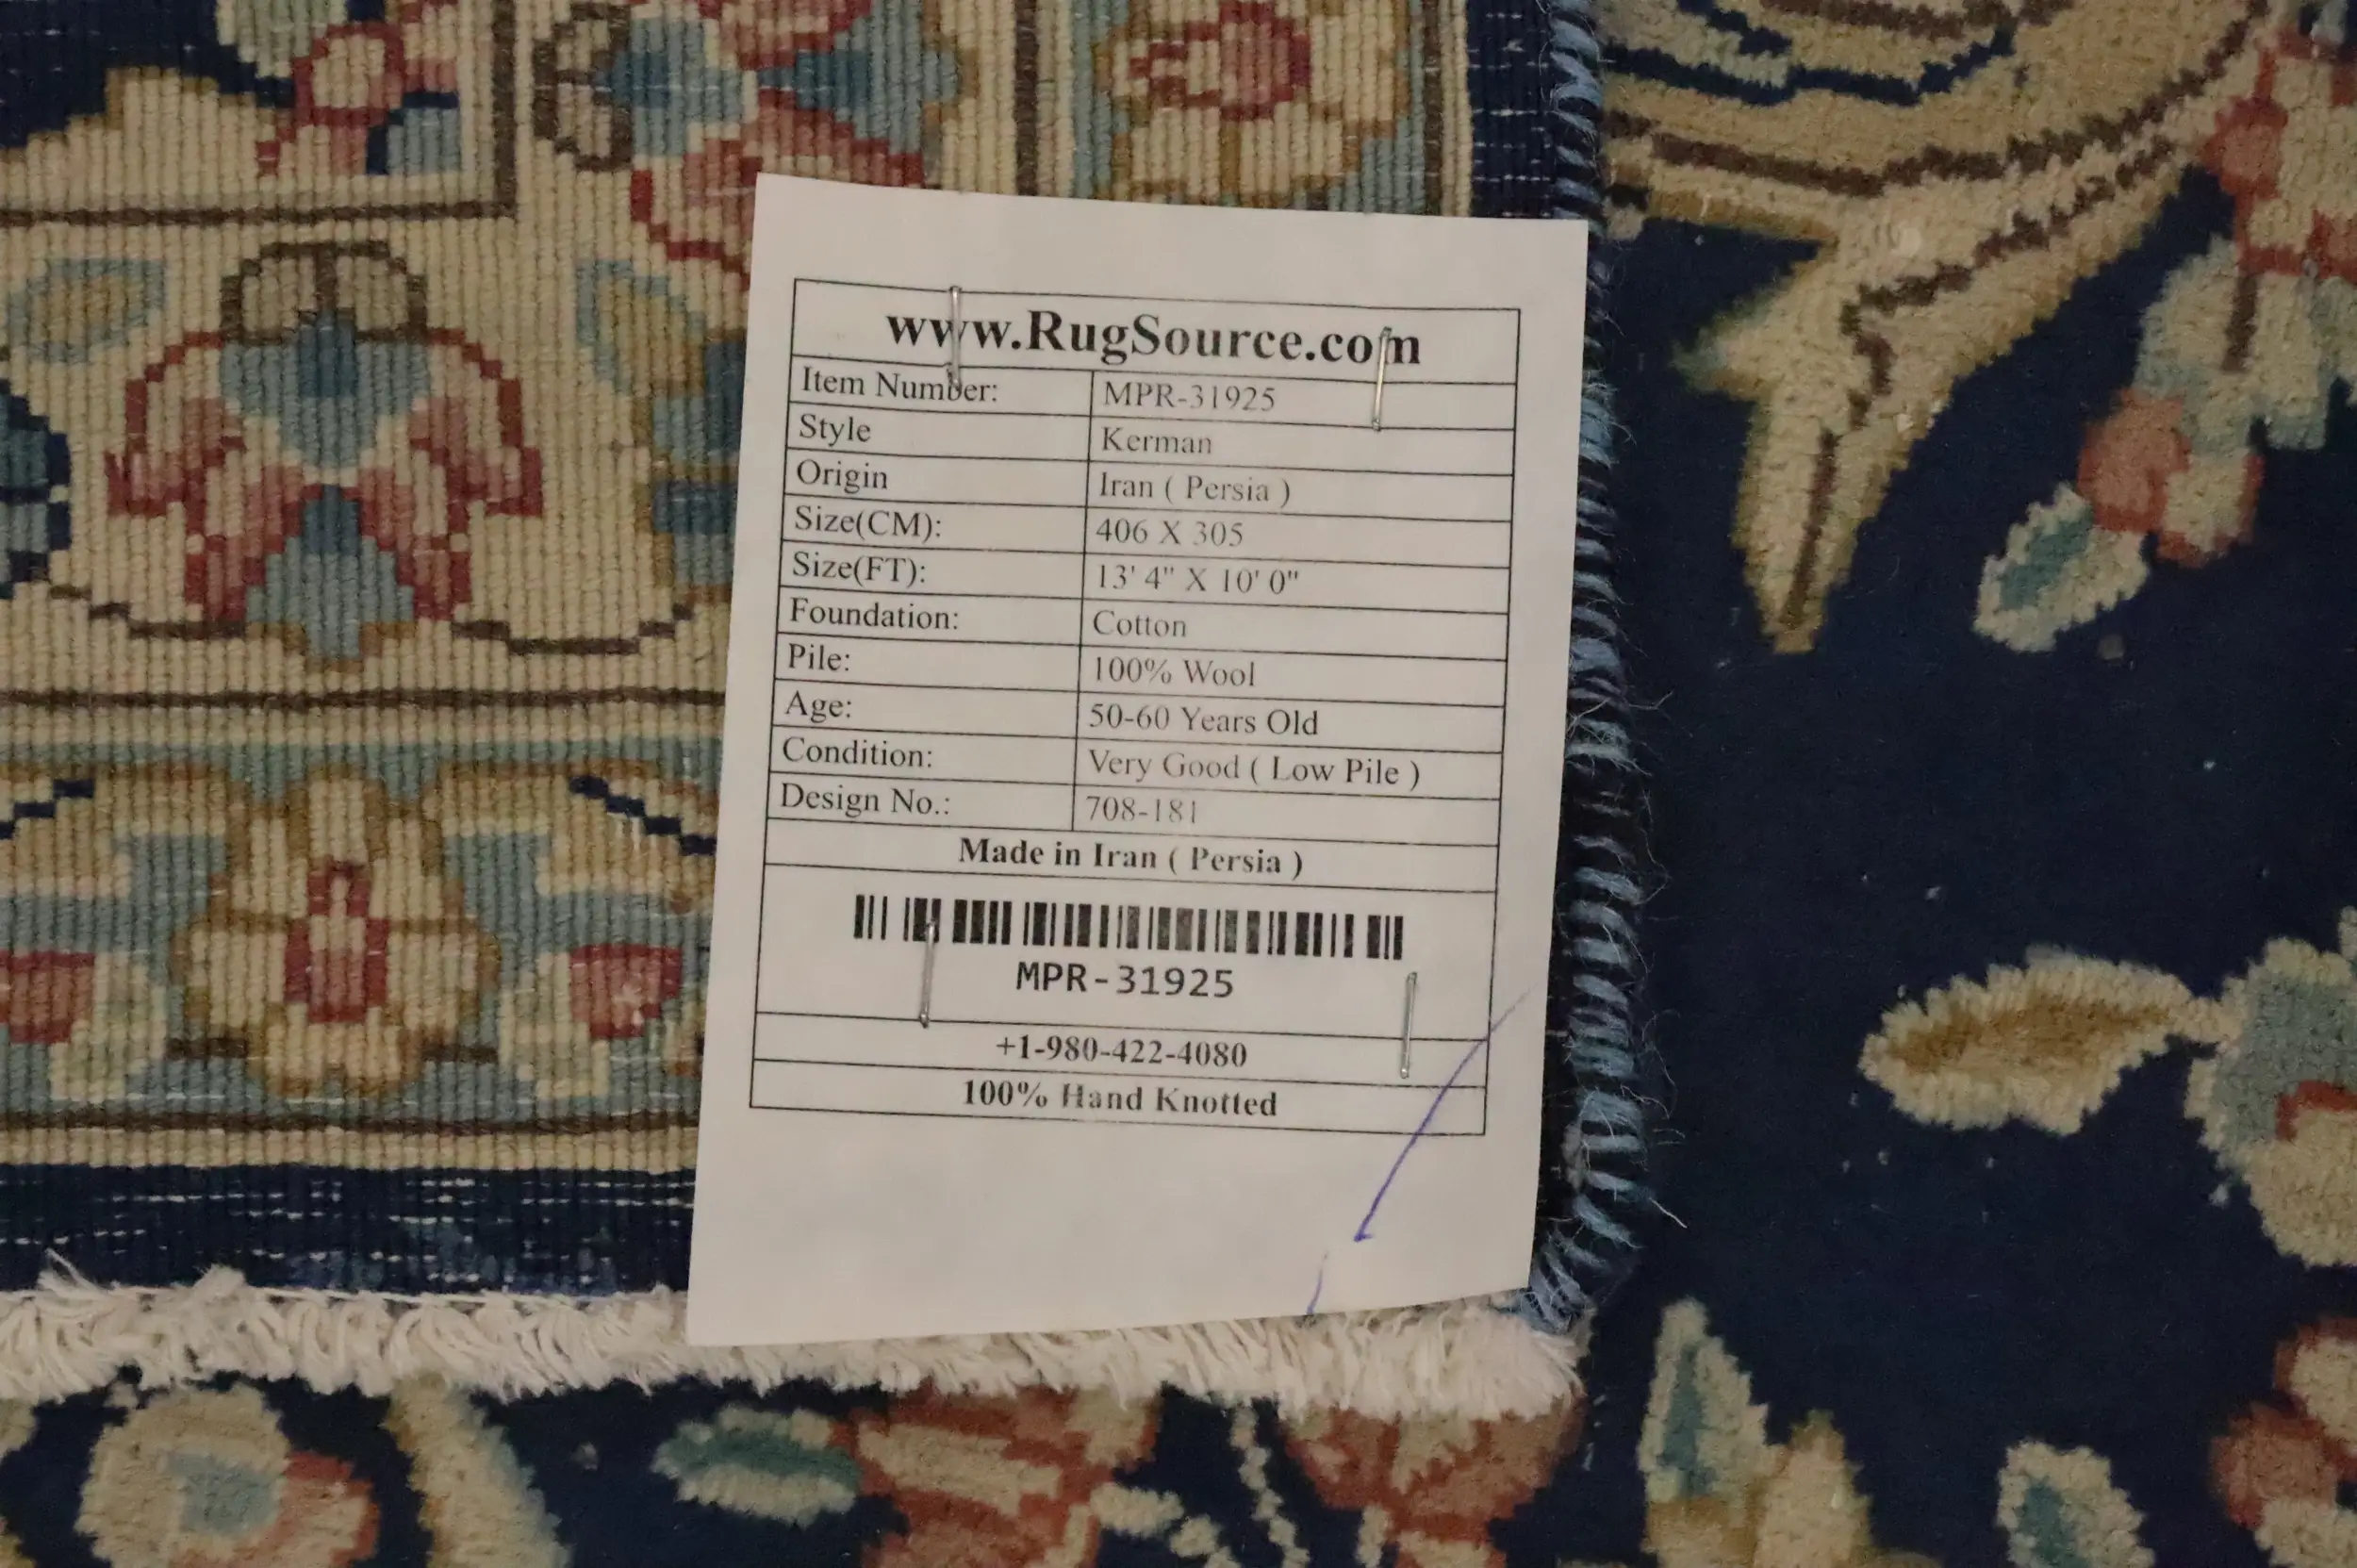 www.RugSource.com
Item Number: MPR-31925
Style Kerman
Origin Iran ( Persia )
Size(CM): 406 X 305
Size(FT): 13' 4" X 10' 0"
Foundation: Cotton
Pile: 100% Wool
Age: 50-60 Years Old
Condition: Very Good ( Low Pile )
Design No.: 708-181
Made in Iran ( Persia )
MPR-31925
+1-980-422-4080
100% Hand Knotted